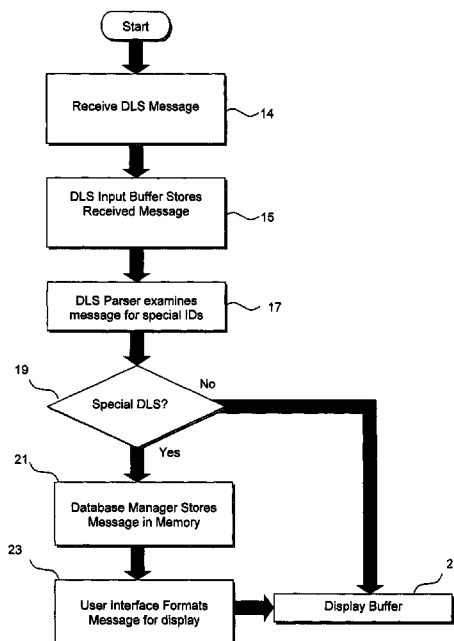 Start
Receive DLS Message
14
DLS Input Buffer Stores
Received Message
15
DLS Parser examines
message for special IDs
17
19
Special DLS?
No
Yes
21
Database Manager Stores
Message in Memory
23
User Interface Formats
Message for display
2
Display Buffer